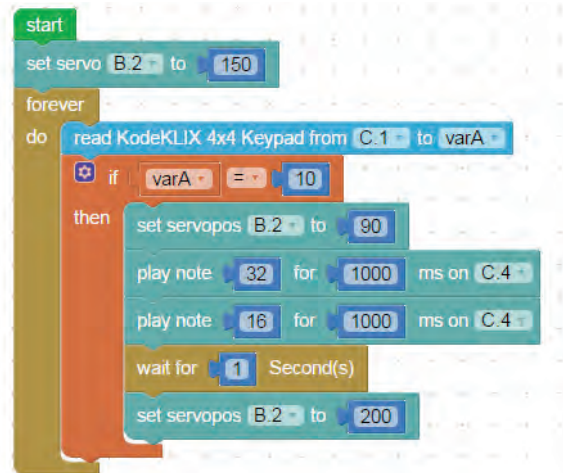 start
set servo B.2 to 150
forever
do read KodeKLIX 4x4 Keypad from C.1 to varA
if varA = 10
then set servopos B.2 to 90
play note 32 for 1000 ms on C.4
play note 16 for 1000 ms on C.4
wait for 1 Second(s)
set servopos B.2 to 200